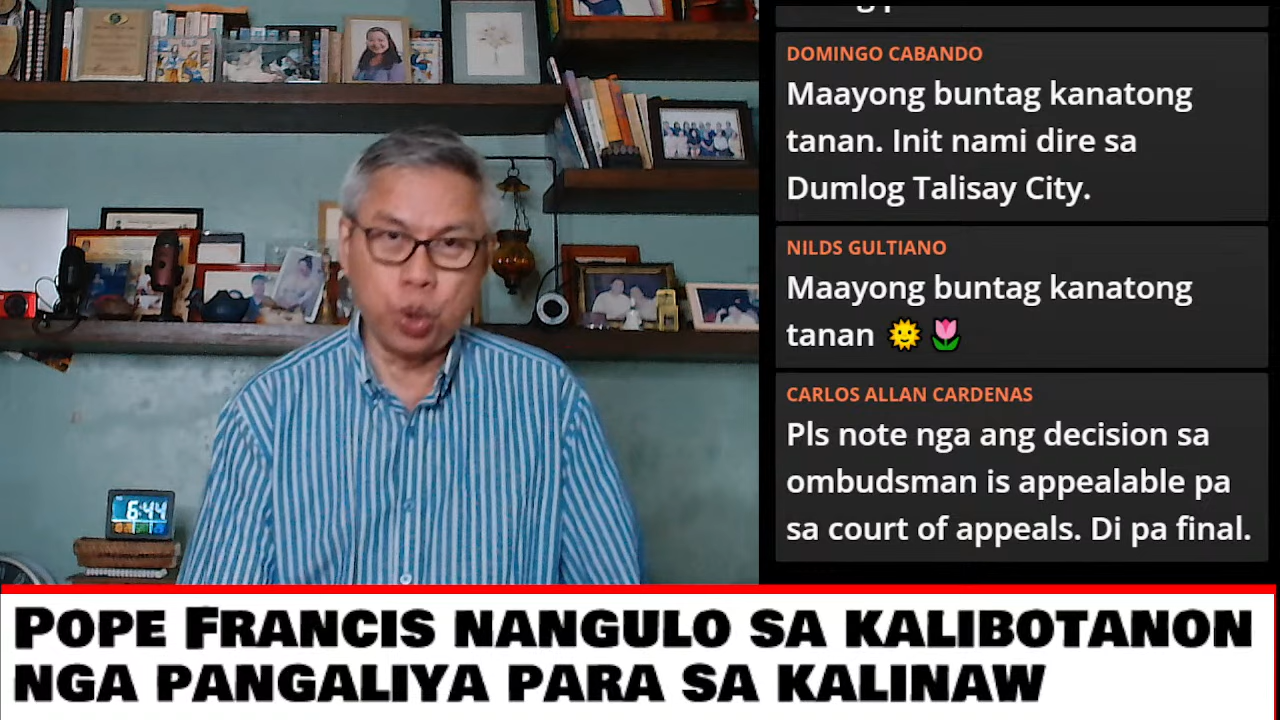 DOMINGO CABANDO
Maayong buntag kanatong
tanan. Init nami dire sa
Dumlog Talisay City.
NILDS GULTIANO
Maayong buntag kanatong
tanan 🌞🌷
CARLOS ALLAN CARDENAS
Pls note nga ang decision sa
ombudsman is appealable pa
sa court of appeals. Di pa final.
6:44
POPE FRANCIS NANGULO SA KALIBOTANON
NGA PANGALIYA PARA SA KALINAW